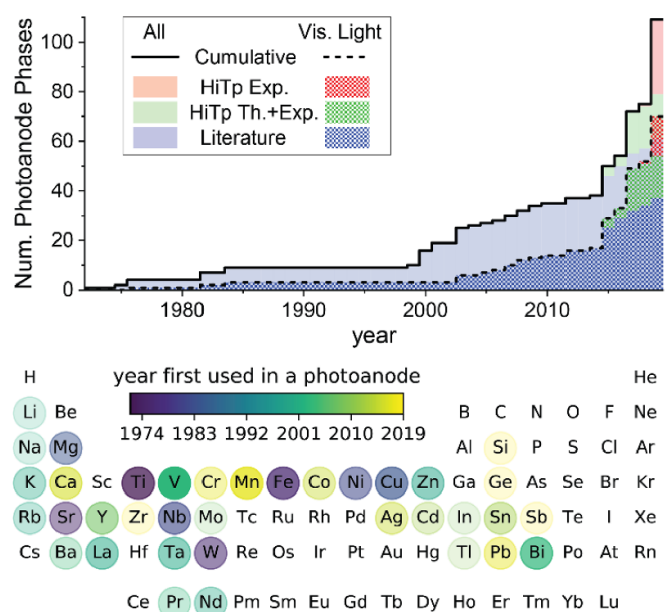 All Vis. Light
Cumulative
HiTp Exp.
HiTp Th.+Exp.
Literature
Num. Photoanode Phases
100
80
60
40
20
0
1980 1990 2000 2010
year
year first used in a photoanode
1974 1983 1992 2001 2010 2019
H He
Li Be B C N O F Ne
Na Mg Al Si P S Cl Ar
K Ca Sc Ti V Cr Mn Fe Co Ni Cu Zn Ga Ge As Se Br Kr
Rb Sr Y Zr Nb Mo Tc Ru Rh Pd Ag Cd In Sn Sb Te I Xe
Cs Ba La Hf Ta W Re Os Ir Pt Au Hg Tl Pb Bi Po At Rn
Ce Pr Nd Pm Sm Eu Gd Tb Dy Ho Er Tm Yb Lu